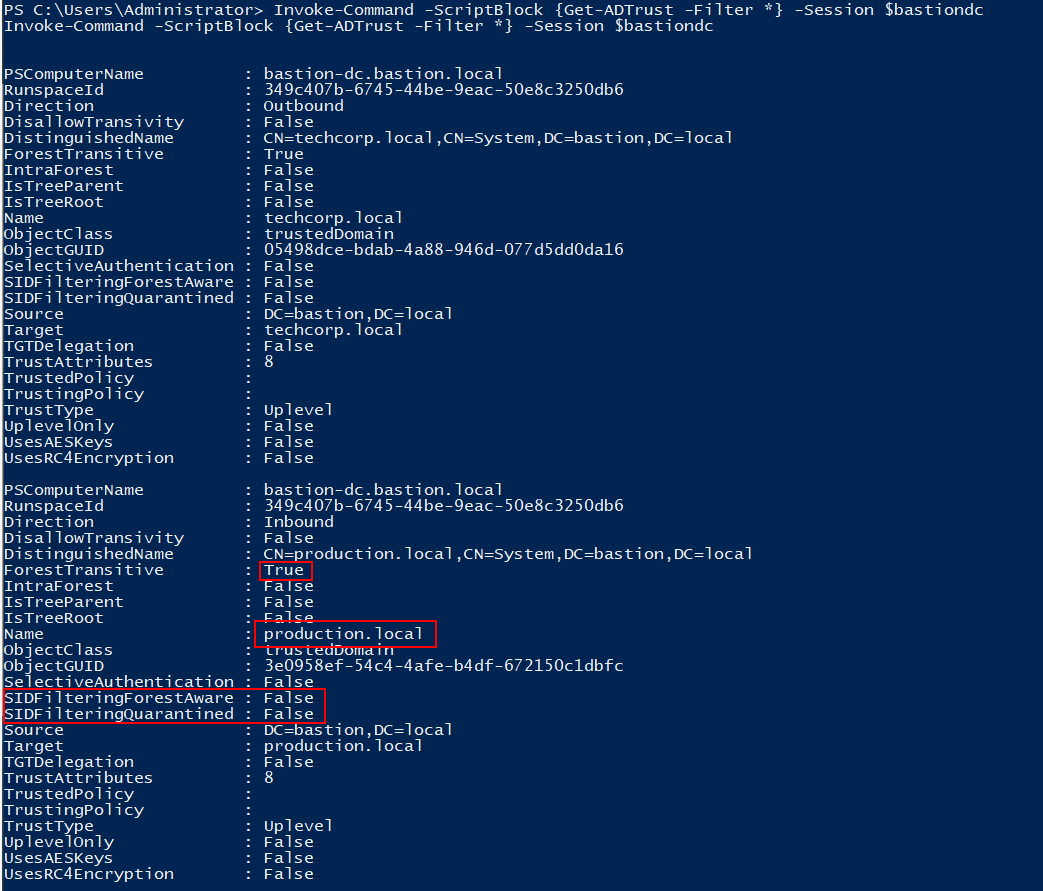 PS C:\Users\Administrator> Invoke-Command -ScriptBlock {Get-ADTrust -Filter *} -Session $bastiondc
Invoke-Command -ScriptBlock {Get-ADTrust -Filter *} -Session $bastiondc
PSComputerName : bastion-dc.bastion.local
RunspaceId : 349c407b-6745-44be-9eac-50e8c3250db6
Direction : Outbound
DisallowTransivity : False
DistinguishedName : CN=techcorp.local,CN=System,DC=bastion,DC=local
ForestTransitive : True
IntraForest : False
IsTreeParent : False
IsTreeRoot : False
Name : techcorp.local
ObjectClass : trustedDomain
ObjectGUID : 05498dce-bdab-4a88-946d-077d5dd0da16
SelectiveAuthentication : False
SIDFilteringForestAware : False
SIDFilteringQuarantined : False
Source : DC=bastion,DC=local
Target : techcorp.local
TGTDelegation : False
TrustAttributes : 8
TrustedPolicy :
TrustingPolicy :
TrustType : Uplevel
UplevelOnly : False
UsesAESKeys : False
UsesRC4Encryption : False
PSComputerName : bastion-dc.bastion.local
RunspaceId : 349c407b-6745-44be-9eac-50e8c3250db6
Direction : Inbound
DisallowTransivity : False
DistinguishedName : CN=production.local,CN=System,DC=bastion,DC=local
ForestTransitive : True
IntraForest : False
IsTreeParent : False
IsTreeRoot : False
Name : production.local
ObjectClass : trustedDomain
ObjectGUID : 3e0958ef-54c4-4afe-b4df-672150c1dbfc
SelectiveAuthentication : False
SIDFilteringForestAware : False
SIDFilteringQuarantined : False
Source : DC=bastion,DC=local
Target : production.local
TGTDelegation : False
TrustAttributes : 8
TrustedPolicy :
TrustingPolicy :
TrustType : Uplevel
UplevelOnly : False
UsesAESKeys : False
UsesRC4Encryption : False